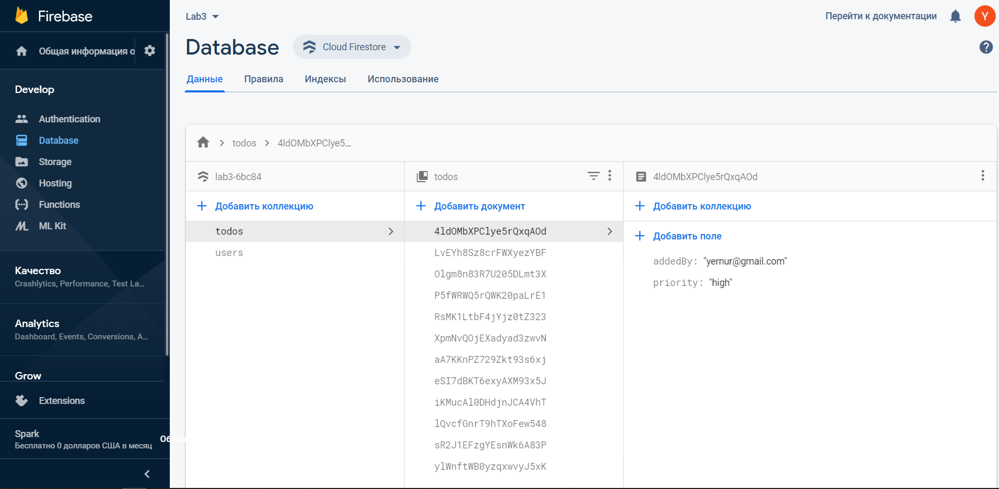 Firebase
Общая информация о
Develop
Authentication
Database
Storage
Hosting
Functions
ML Kit
Качество
Crashlytics, Performance, Test La...
Analytics
Dashboard, Events, Conversions, A...
Grow
Extensions
Spark
Бесплатно 0 долларов США в месяц
Обнов
Lab3
Перейти к документации
Y
Database
Cloud Firestore
?
Данные Правила Индексы Использование
todos 4ldOMbXPClye5...
lab3-6bc84
Добавить коллекцию
todos
users
todos
Добавить документ
4ldOMbXPClye5rQxqAOd
LvEYh8Sz8crFWXyezYBF
Olgm8n83R7U205DLmt3X
P5fWRWQ5rQWK20paLrE1
RsMK1LtbF4jYjz0tZ323
XpmNvQOjEXadyad3zwvN
aA7KKnPZ729Zkt93s6xj
eSI7dBKT6exyAXM93x5J
iKMucAl0DHdjnJCA4VhT
lQvcfGnrT9hTXoFew548
sR2J1EFzgYEsnWk6A83P
ylWnftWB0yzqxwvyJ5xK
4ldOMbXPClye5rQxqAOd
Добавить коллекцию
Добавить поле
addedBy: "yernur@gmail.com"
priority: "high"